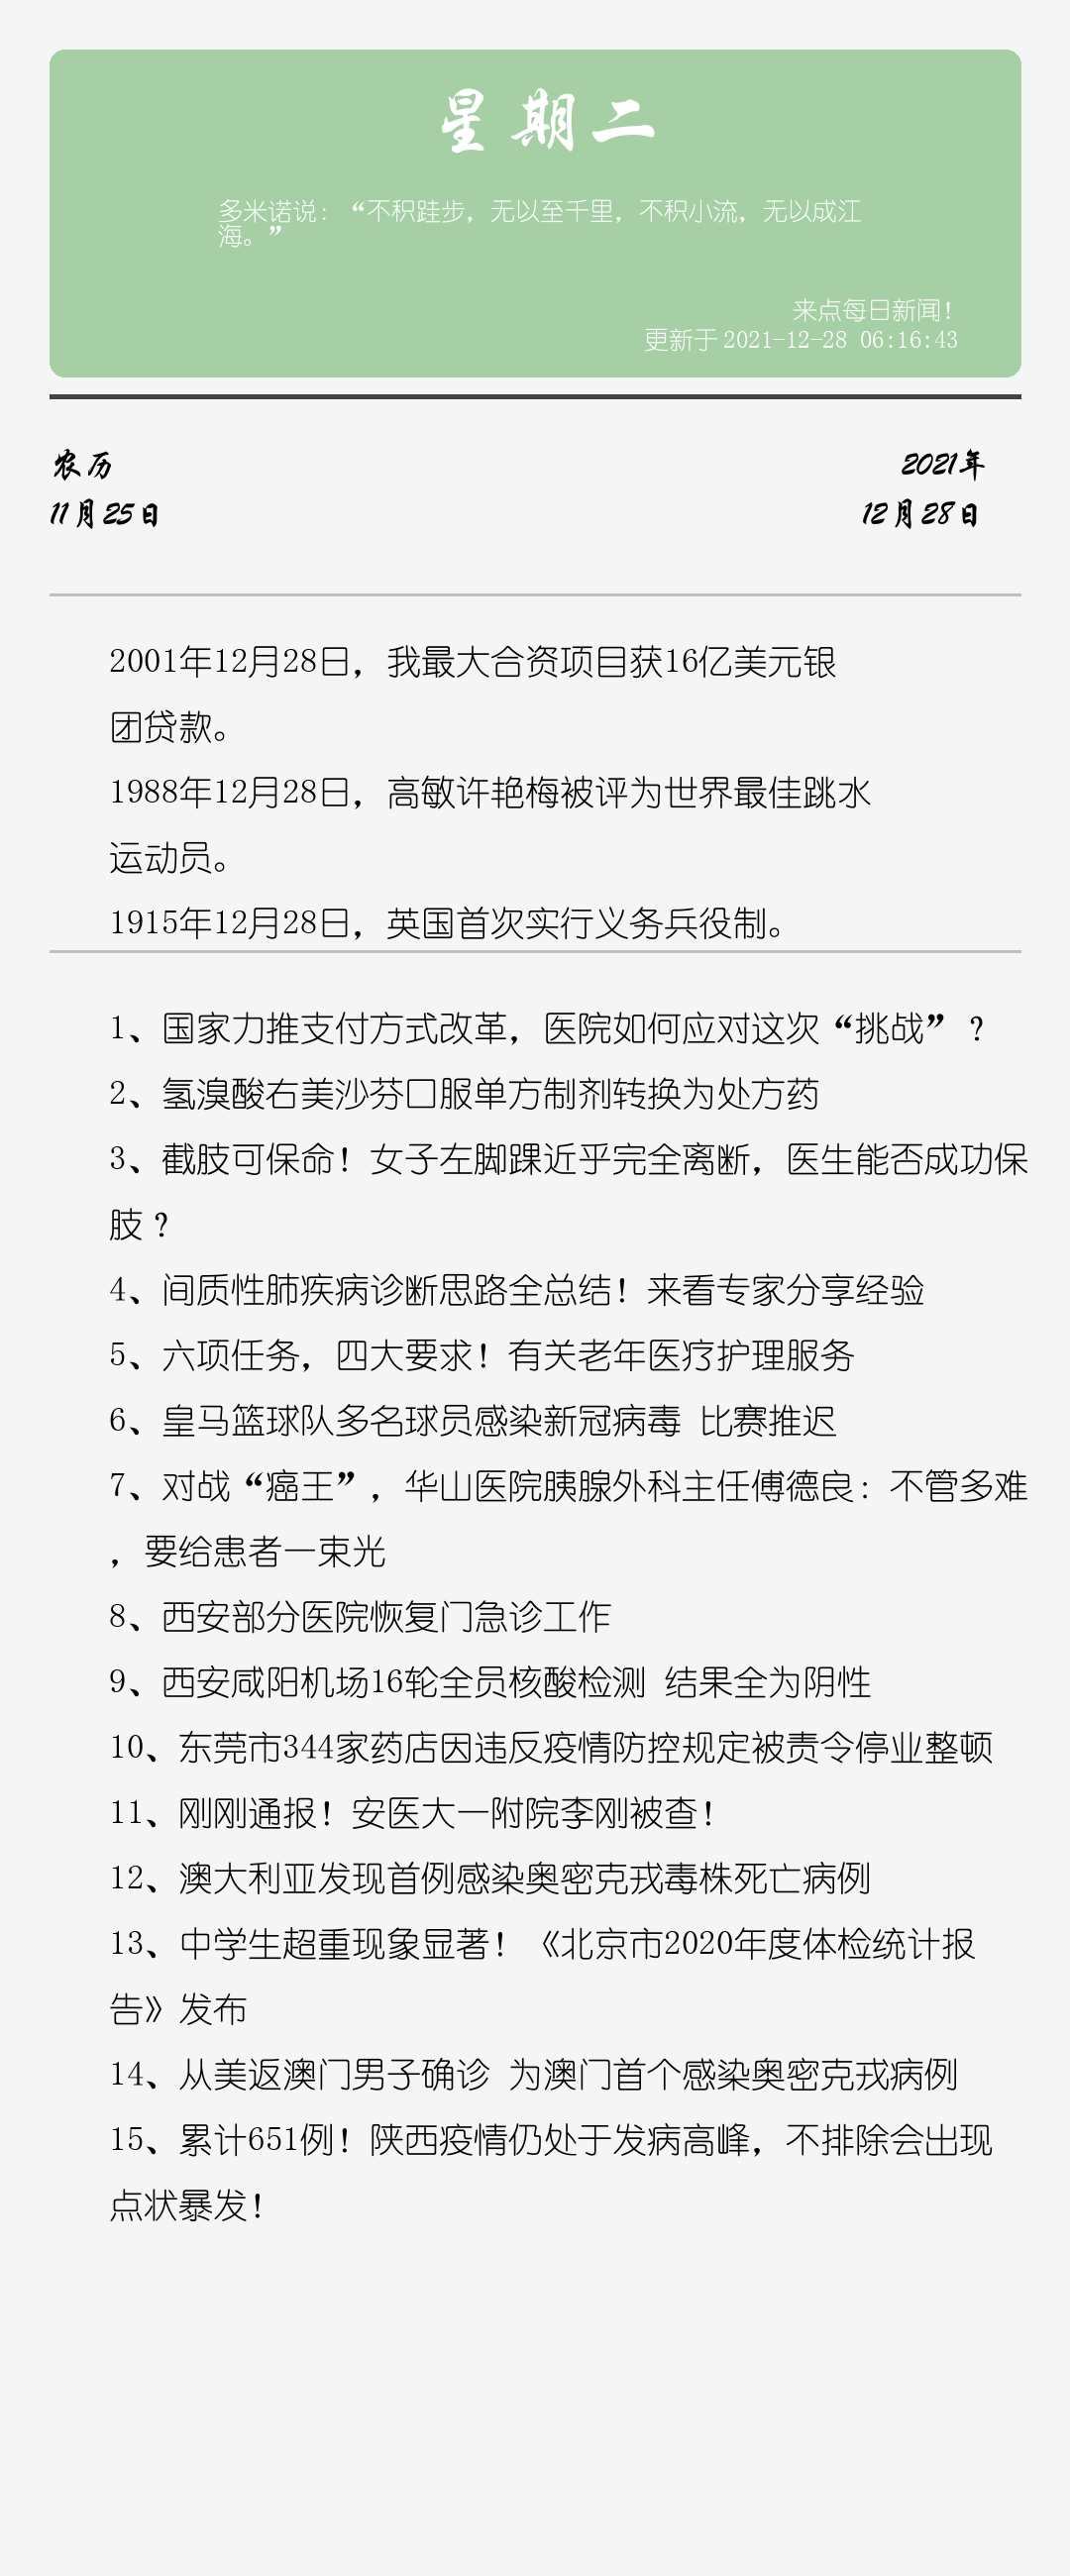 星期二
多米诺说：“不积跬步，无以至千里，不积小流，无以成江
海。”
来点每日新闻！
更新于 2021-12-28 06:16:43
农历
2021年
11月25日
12月28日
2001年12月28日，我最大合资项目获16亿美元银
团贷款。
1988年12月28日，高敏许艳梅被评为世界最佳跳水
运动员。
1915年12月28日，英国首次实行义务兵役制。
1、国家力推支付方式改革，医院如何应对这次“挑战”？
2、氢溴酸右美沙芬口服单方制剂转换为处方药
3、截肢可保命！女子左脚踝近乎完全离断，医生能否成功保
肢？
4、间质性肺疾病诊断思路全总结！来看专家分享经验
5、六项任务，四大要求！有关老年医疗护理服务
6、皇马篮球队多名球员感染新冠病毒 比赛推迟
7、对战“癌王”，华山医院胰腺外科主任傅德良：不管多难
，要给患者一束光
8、西安部分医院恢复门急诊工作
9、西安咸阳机场16轮全员核酸检测 结果全为阴性
10、东莞市344家药店因违反疫情防控规定被责令停业整顿
11、刚刚通报！安医大一附院李刚被查！
12、澳大利亚发现首例感染奥密克戎毒株死亡病例
13、中学生超重现象显著！《北京市2020年度体检统计报
告》发布
14、从美返澳门男子确诊 为澳门首个感染奥密克戎病例
15、累计651例！陕西疫情仍处于发病高峰，不排除会出现
点状暴发！